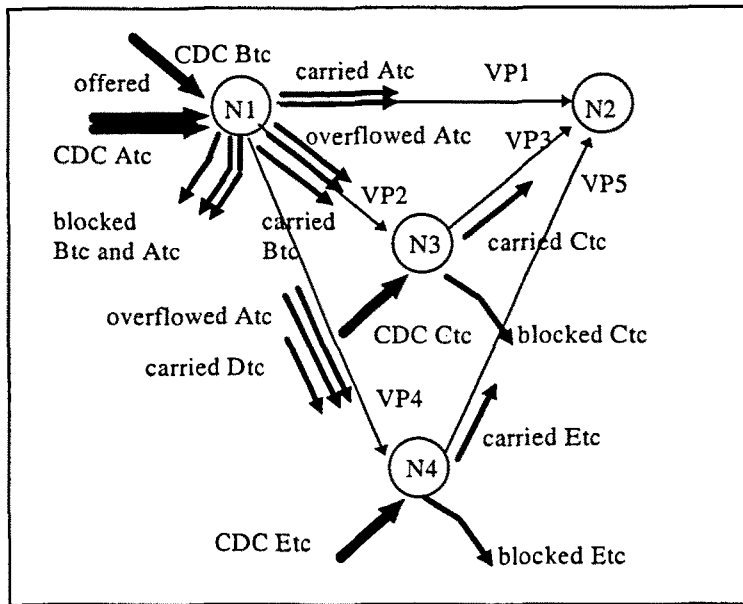 CDC Btc
offered
carried Atc
VP1
N1
N2
CDC Atc
overflowed Atc
VP3
VP5
VP2
blocked
Btc and Atc
carried
Btc
N3
carried Ctc
overflowed Atc
CDC Ctc
blocked Ctc
carried Dtc
VP4
carried Etc
N4
CDC Etc
blocked Etc